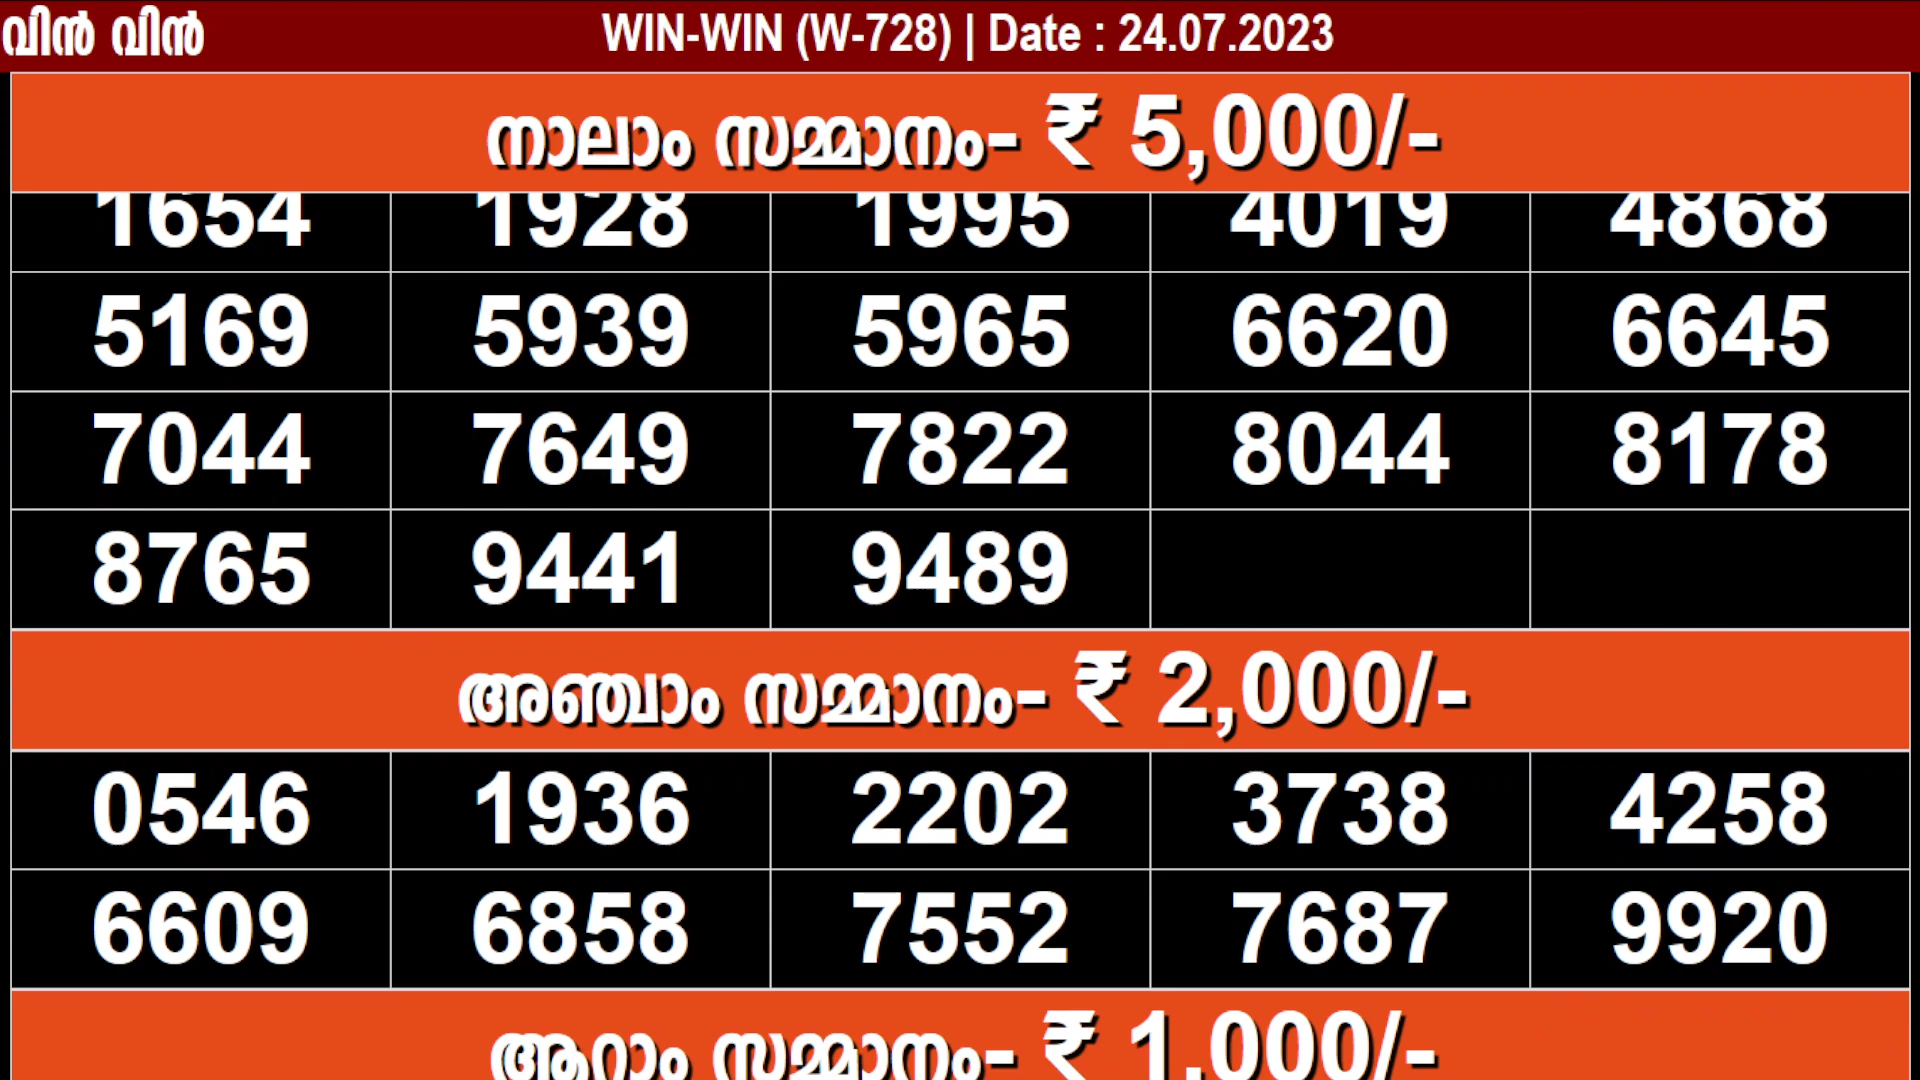 വിൻ വിൻ WIN-WIN (W-728) | Date : 24.07.2023
നാലാം സമ്മാനം- ₹ 5,000/-
1654 1928 1995 4019 4868
5169 5939 5965 6620 6645
7044 7649 7822 8044 8178
8765 9441 9489
അഞ്ചാം സമ്മാനം- ₹ 2,000/-
0546 1936 2202 3738 4258
6609 6858 7552 7687 9920
ആറാം സമ്മാനം- ₹ 1,000/-